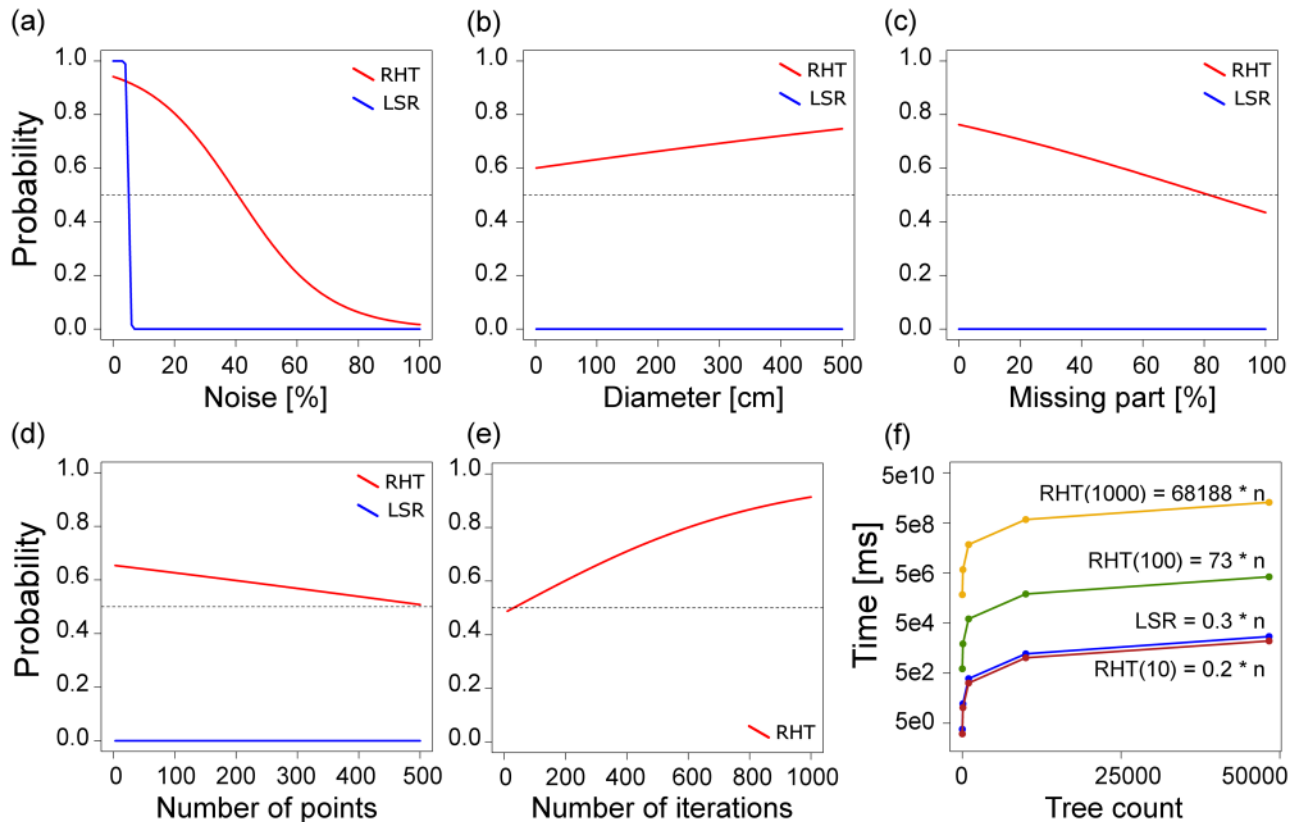 (a)
(b)
(c)
Probability
1.0
0.8
0.6
0.4
0.2
0.0
RHT
LSR
0 20 40 60 80 100
Noise [%]
1.0
0.8
0.6
0.4
0.2
0.0
RHT
LSR
0 100 200 300 400 500
Diameter [cm]
1.0
0.8
0.6
0.4
0.2
0.0
RHT
LSR
0 20 40 60 80 100
Missing part [%]
(d)
(e)
(f)
Probability
1.0
0.8
0.6
0.4
0.2
0.0
RHT
LSR
0 100 200 300 400 500
Number of points
1.0
0.8
0.6
0.4
0.2
0.0
RHT
0 200 400 600 800 1000
Number of iterations
Time [ms]
5e10
5e8
5e6
5e4
5e2
5e0
RHT(1000) = 68188 * n
RHT(100) = 73 * n
LSR = 0.3 * n
RHT(10) = 0.2 * n
0 25000 50000
Tree count